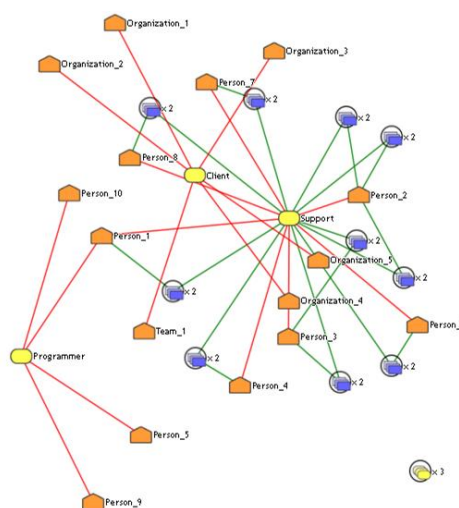 Organization_1
Organization_2
Organization_3
Person_7
x 2
x 2
x 2
x 2
Person_8
Client
Person_10
Person_2
Support
Person_1
x 2
Organization_5
x 2
x 2
Organization_4
Team_1
Person_
Person_3
Programmer
x 2
x 2
Person_4
x 2
Person_5
x 3
Person_9